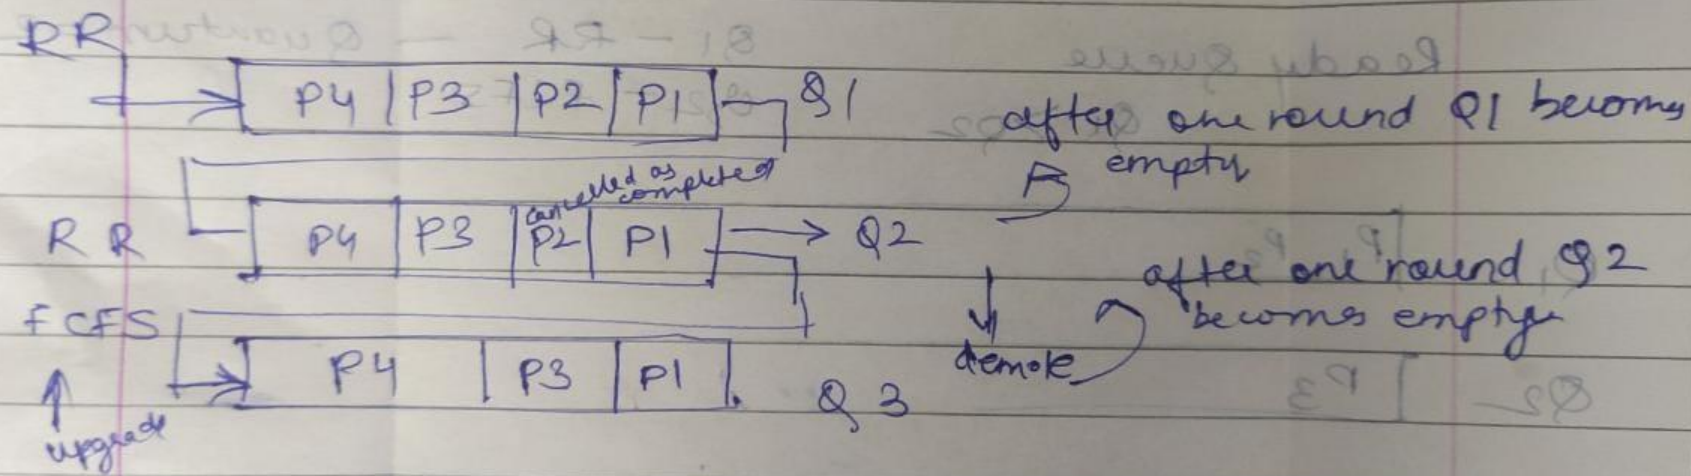 RR
P4 P3 P2 P1 Q1
after one round Q1 becomes
empty
cancelled as
completed
RR P4 P3 P2 P1 Q2
after one round Q2
becomes empty
demote
FCFS
P4 P3 P1 Q3
upgrade